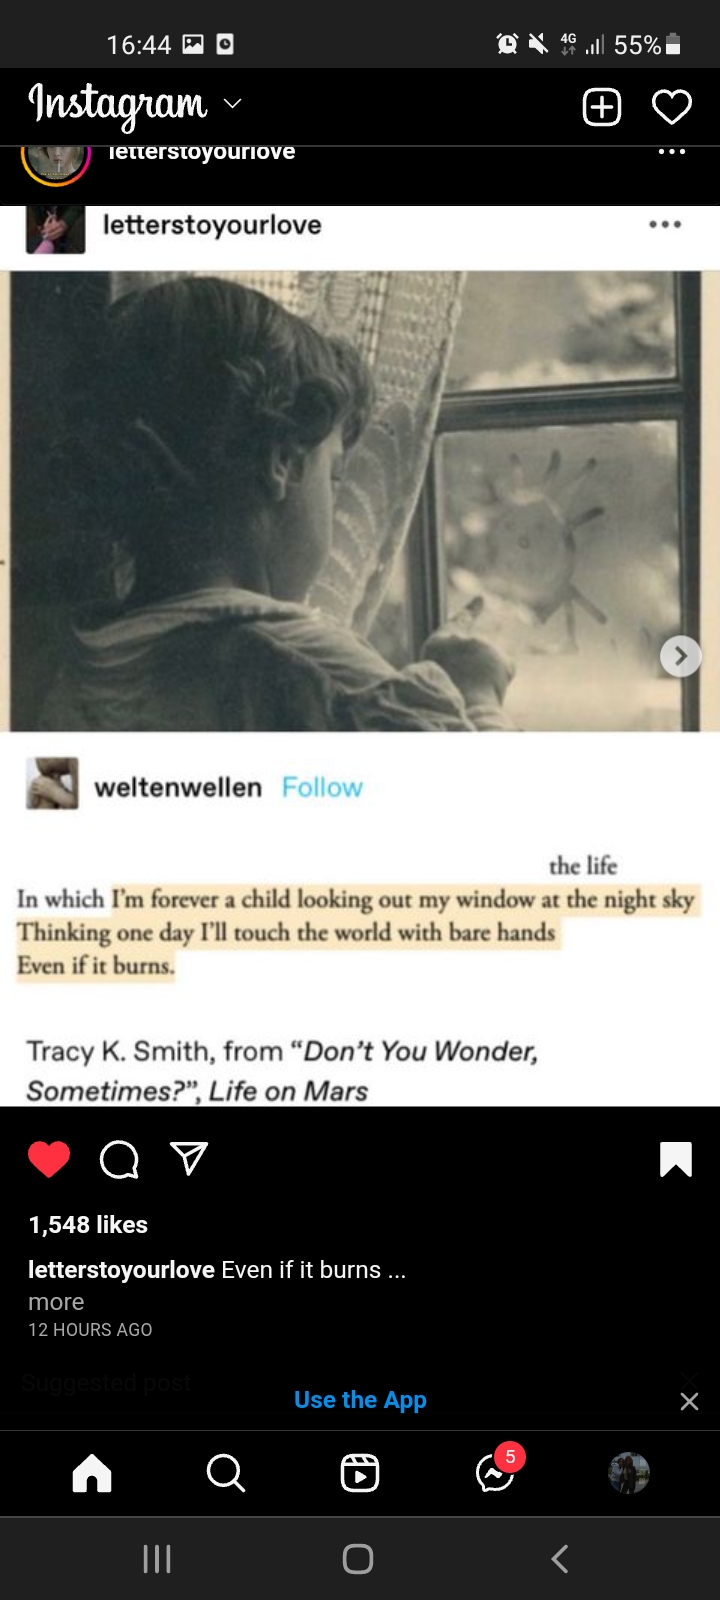 16:44
4G 55%
Instagram
letterstoyourlove
letterstoyourlove
weltenwellen Follow
the life
In which I'm forever a child looking out my window at the night sky
Thinking one day I'll touch the world with bare hands
Even if it burns.
Tracy K. Smith, from “Don't You Wonder,
Sometimes?”, Life on Mars
1,548 likes
letterstoyourlove Even if it burns ...
more
12 HOURS AGO
Suggested post
Use the App
5